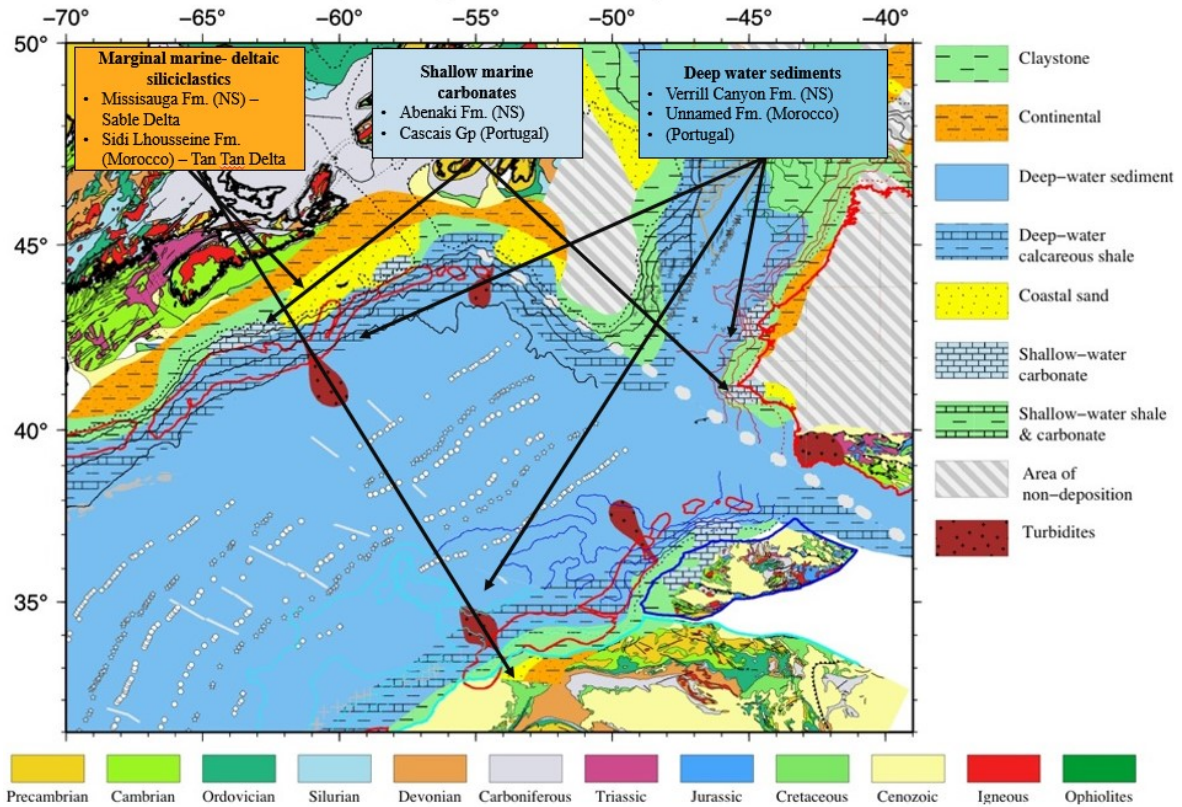 −70° −65° −60° −55° −50° −45° −40°
50°
45°
40°
35°
Marginal marine- deltaic
siliciclastics
• Missisauga Fm. (NS) –
Sable Delta
• Sidi Lhousseine Fm.
(Morocco) – Tan Tan Delta
Shallow marine
carbonates
• Abenaki Fm. (NS)
• Cascais Gp (Portugal)
Deep water sediments
• Verrill Canyon Fm. (NS)
• Unnamed Fm. (Morocco)
• (Portugal)
Claystone
Continental
Deep−water sediment
Deep−water
calcareous shale
Coastal sand
Shallow−water
carbonate
Shallow−water shale
& carbonate
Area of
non−deposition
Turbidites
Precambrian Cambrian Ordovician Silurian Devonian Carboniferous Triassic Jurassic Cretaceous Cenozoic Igneous Ophiolites